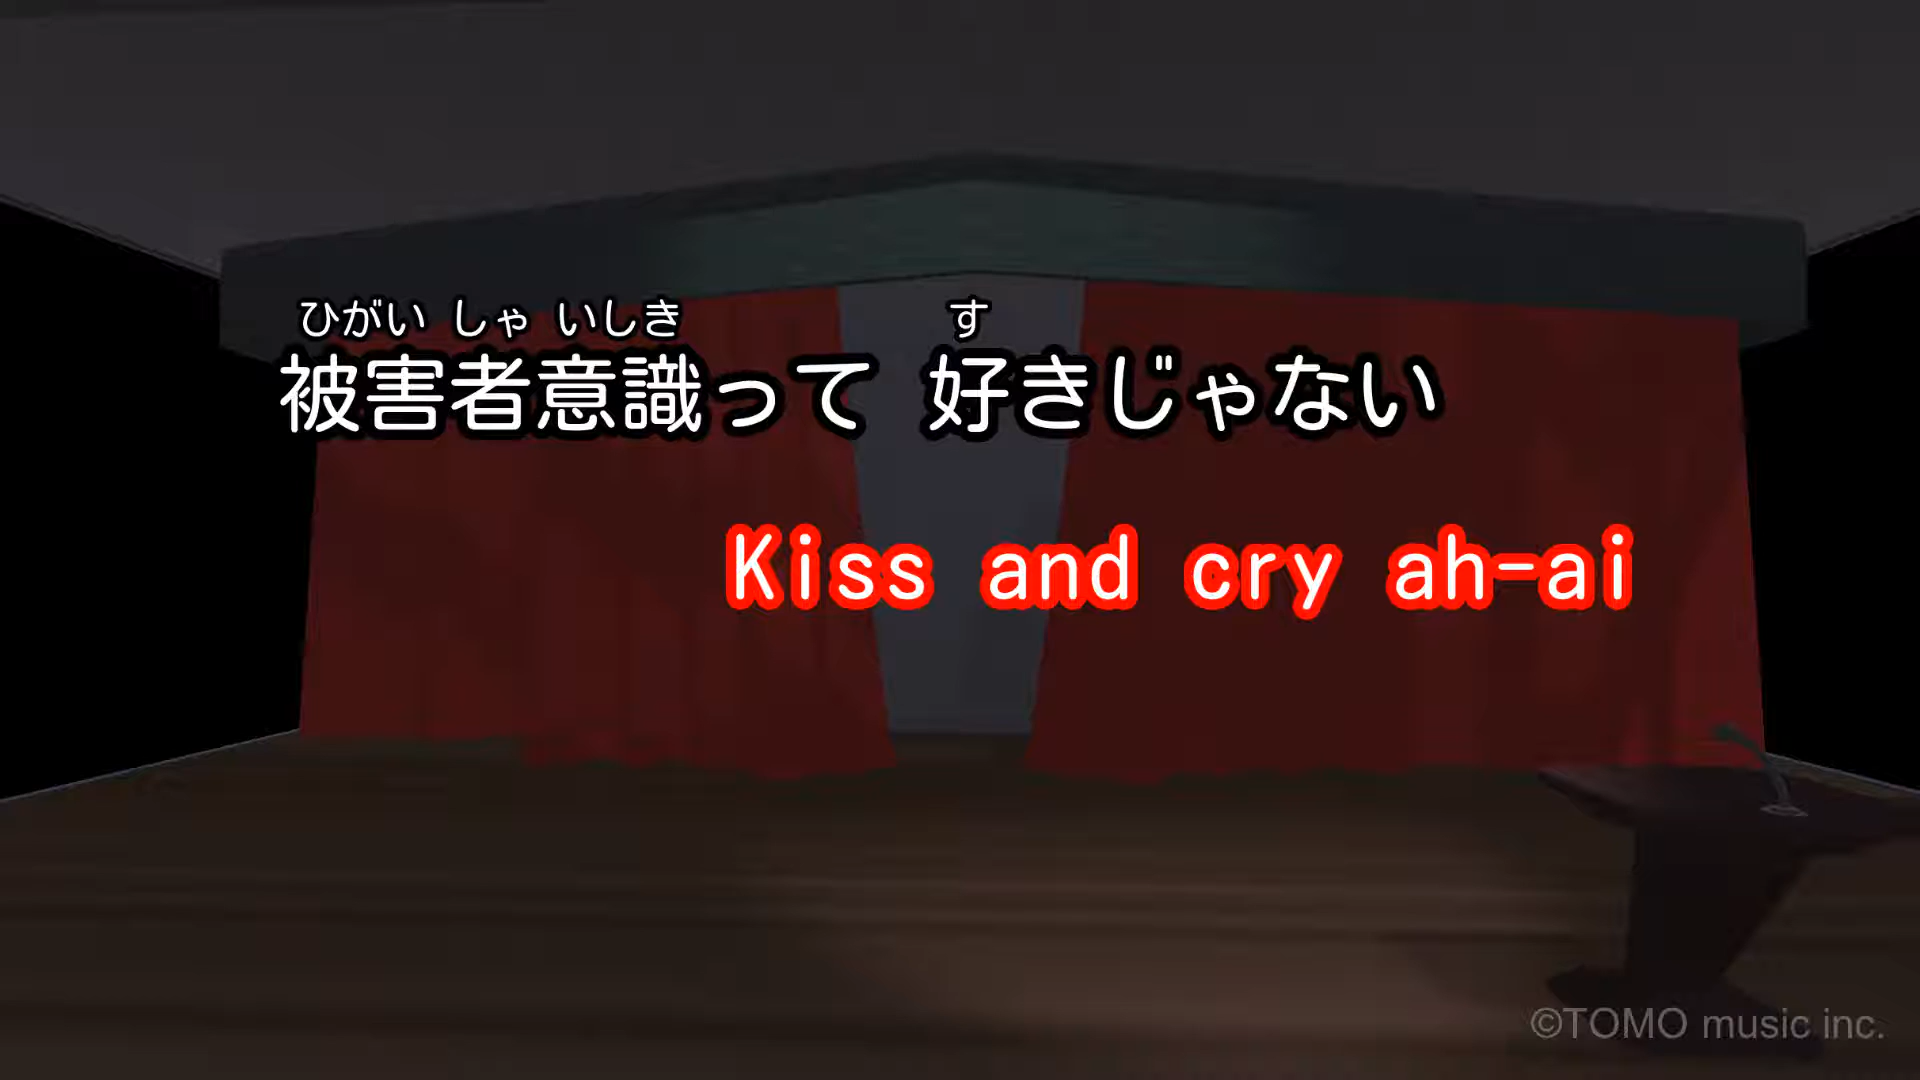 ひがい しゃ いしき す
被害者意識って 好きじゃない
Kiss and cry ah-ai
©TOMO music inc.